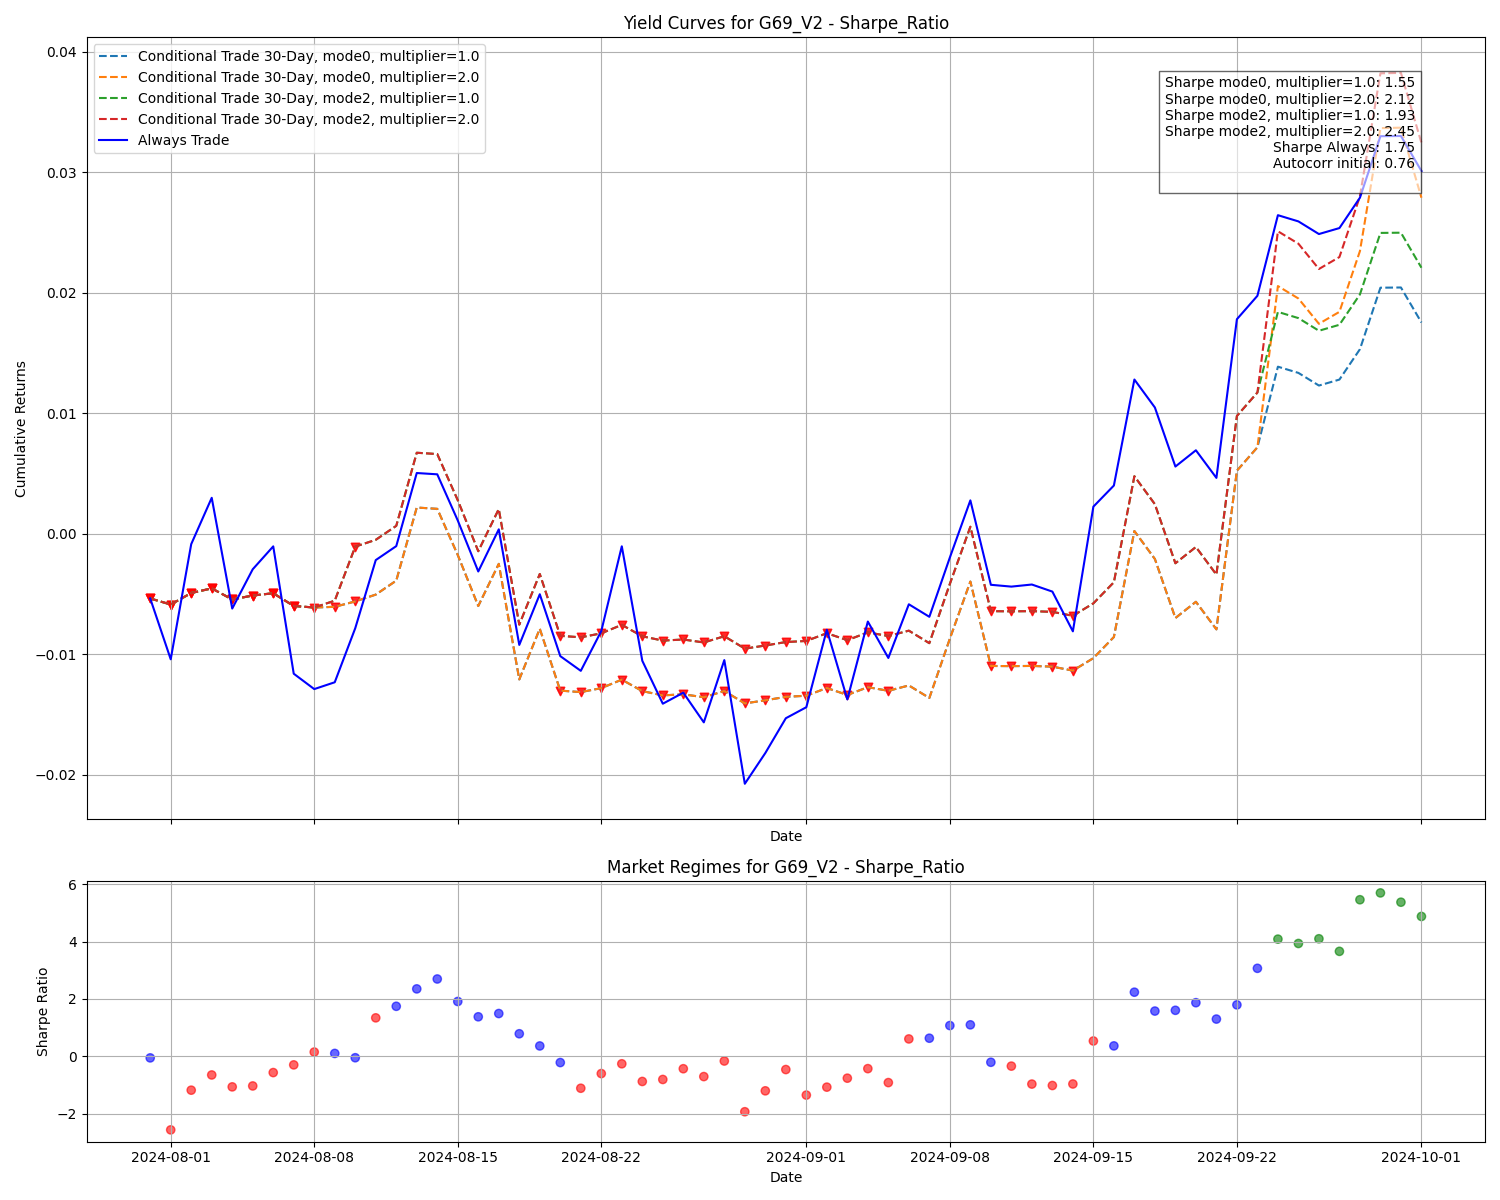 Yield Curves for G69_V2 - Sharpe_Ratio
0.04
0.03
0.02
0.01
0.00
−0.01
−0.02
Cumulative Returns
Conditional Trade 30-Day, mode0, multiplier=1.0
Conditional Trade 30-Day, mode0, multiplier=2.0
Conditional Trade 30-Day, mode2, multiplier=1.0
Conditional Trade 30-Day, mode2, multiplier=2.0
Always Trade
Sharpe mode0, multiplier=1.0: 1.55
Sharpe mode0, multiplier=2.0: 2.12
Sharpe mode2, multiplier=1.0: 1.93
Sharpe mode2, multiplier=2.0: 2.45
Sharpe Always: 1.75
Autocorr initial: 0.76
Date
Market Regimes for G69_V2 - Sharpe_Ratio
6
4
2
0
−2
Sharpe Ratio
2024-08-01
2024-08-08
2024-08-15
2024-08-22
2024-09-01
2024-09-08
2024-09-15
2024-09-22
2024-10-01
Date